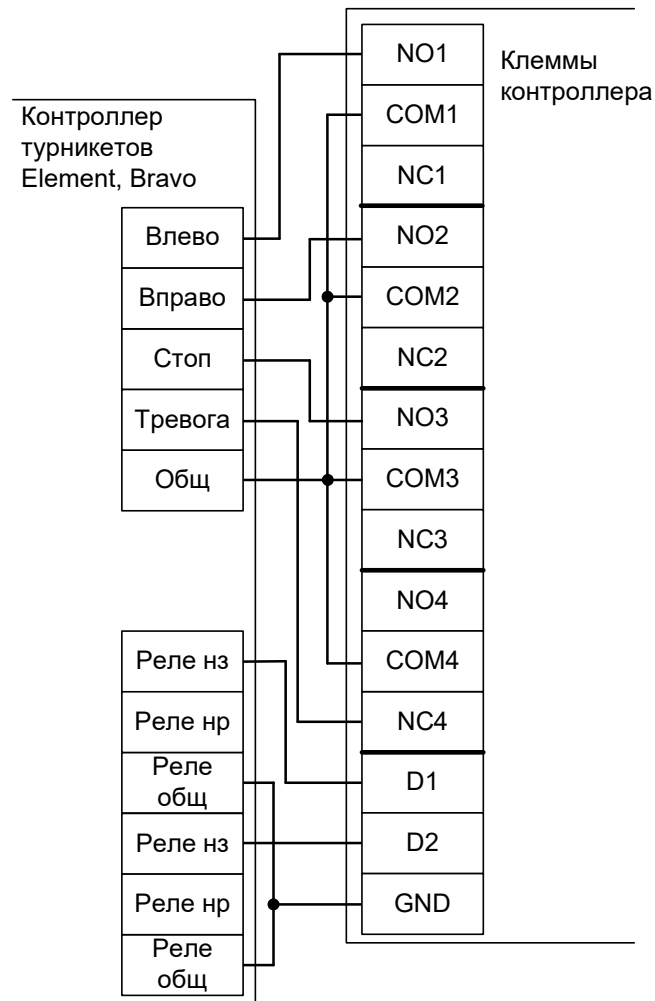 Контроллер
турникетов
Element, Bravo
Влево
Вправо
Стоп
Тревога
Общ
Реле нз
Реле нр
Реле
общ
Реле нз
Реле нр
Реле
общ
Клеммы
контроллера
NO1
COM1
NC1
NO2
COM2
NC2
NO3
COM3
NC3
NO4
COM4
NC4
D1
D2
GND